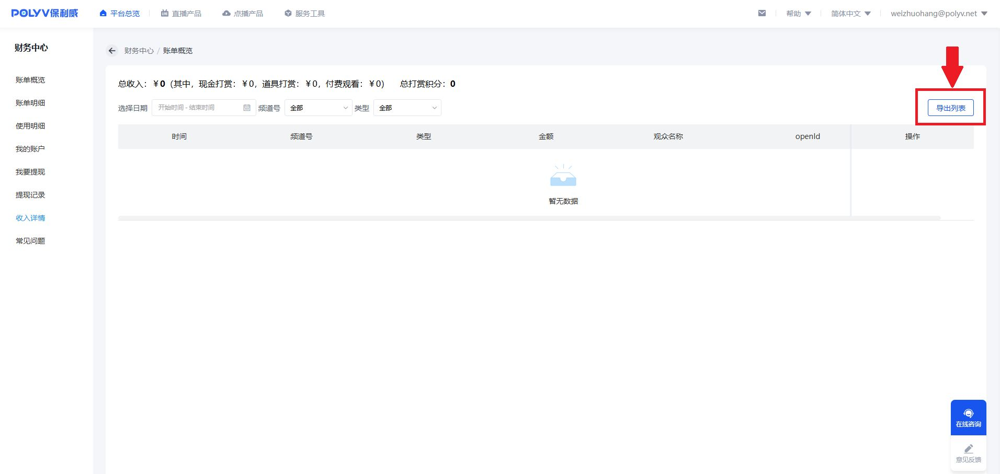 POLYV保利威 平台总览 直播产品 点播产品 服务工具 帮助 简体中文 weizhuohang@polyv.net
财务中心
账单概览
账单明细
使用明细
我的账户
我要提现
提现记录
收入详情
常见问题
财务中心 / 账单概览
总收入：￥0（其中，现金打赏：￥0，道具打赏：￥0，付费观看：￥0） 总打赏积分：0
选择日期 开始时间 - 结束时间 频道号 全部 类型 全部 导出列表
时间 频道号 类型 金额 观众名称 openId 操作
暂无数据
在线咨询
意见反馈